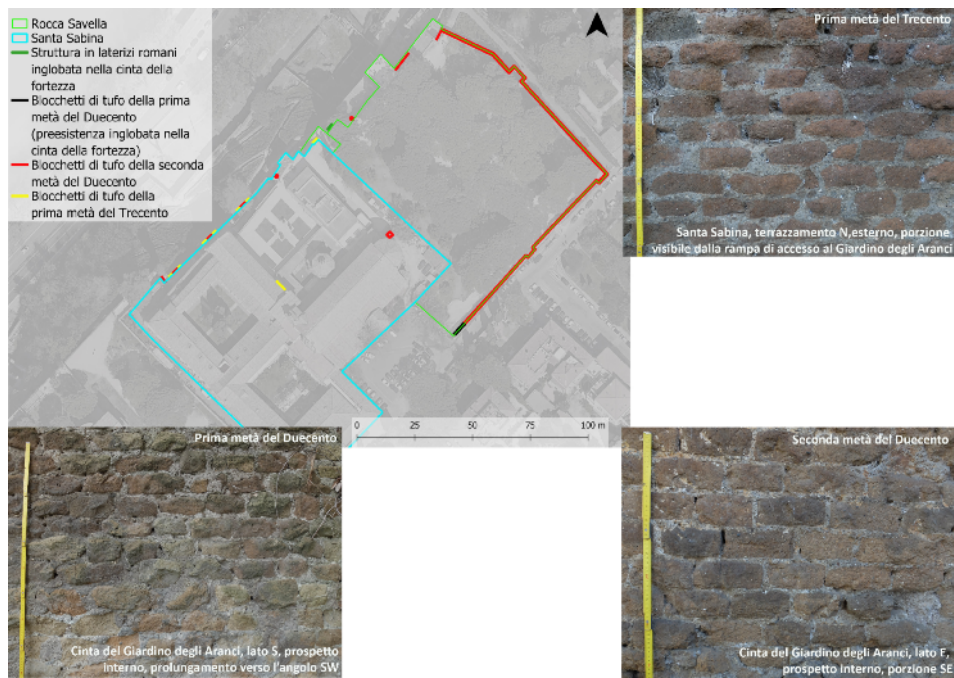 Rocca Savella
Santa Sabina
Struttura in laterizi romani
inglobata nella cinta della
fortezza
Blocchetti di tufo della prima
metà del Duecento
(preesistenza inglobata nella
cinta della fortezza)
Blocchetti di tufo della seconda
metà del Duecento
Blocchetti di tufo della
prima metà del Trecento
Prima metà del Trecento
Santa Sabina, terrazzamento N,esterno, porzione
visibile dalla rampa di accesso al Giardino degli Aranci
0 25 50 75 100 m
Prima metà del Duecento
Cinta del Giardino degli Aranci, lato S, prospetto
interno, prolungamento verso l'angolo SW
Seconda metà del Duecento
Cinta del Giardino degli Aranci, lato E,
prospetto interno, porzione SE